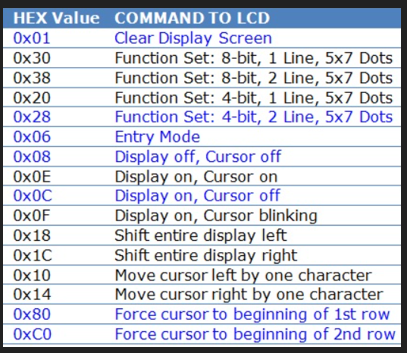 HEX Value COMMAND TO LCD
0x01 Clear Display Screen
0x30 Function Set: 8-bit, 1 Line, 5x7 Dots
0x38 Function Set: 8-bit, 2 Line, 5x7 Dots
0x20 Function Set: 4-bit, 1 Line, 5x7 Dots
0x28 Function Set: 4-bit, 2 Line, 5x7 Dots
0x06 Entry Mode
0x08 Display off, Cursor off
0x0E Display on, Cursor on
0x0C Display on, Cursor off
0x0F Display on, Cursor blinking
0x18 Shift entire display left
0x1C Shift entire display right
0x10 Move cursor left by one character
0x14 Move cursor right by one character
0x80 Force cursor to beginning of 1st row
0xC0 Force cursor to beginning of 2nd row